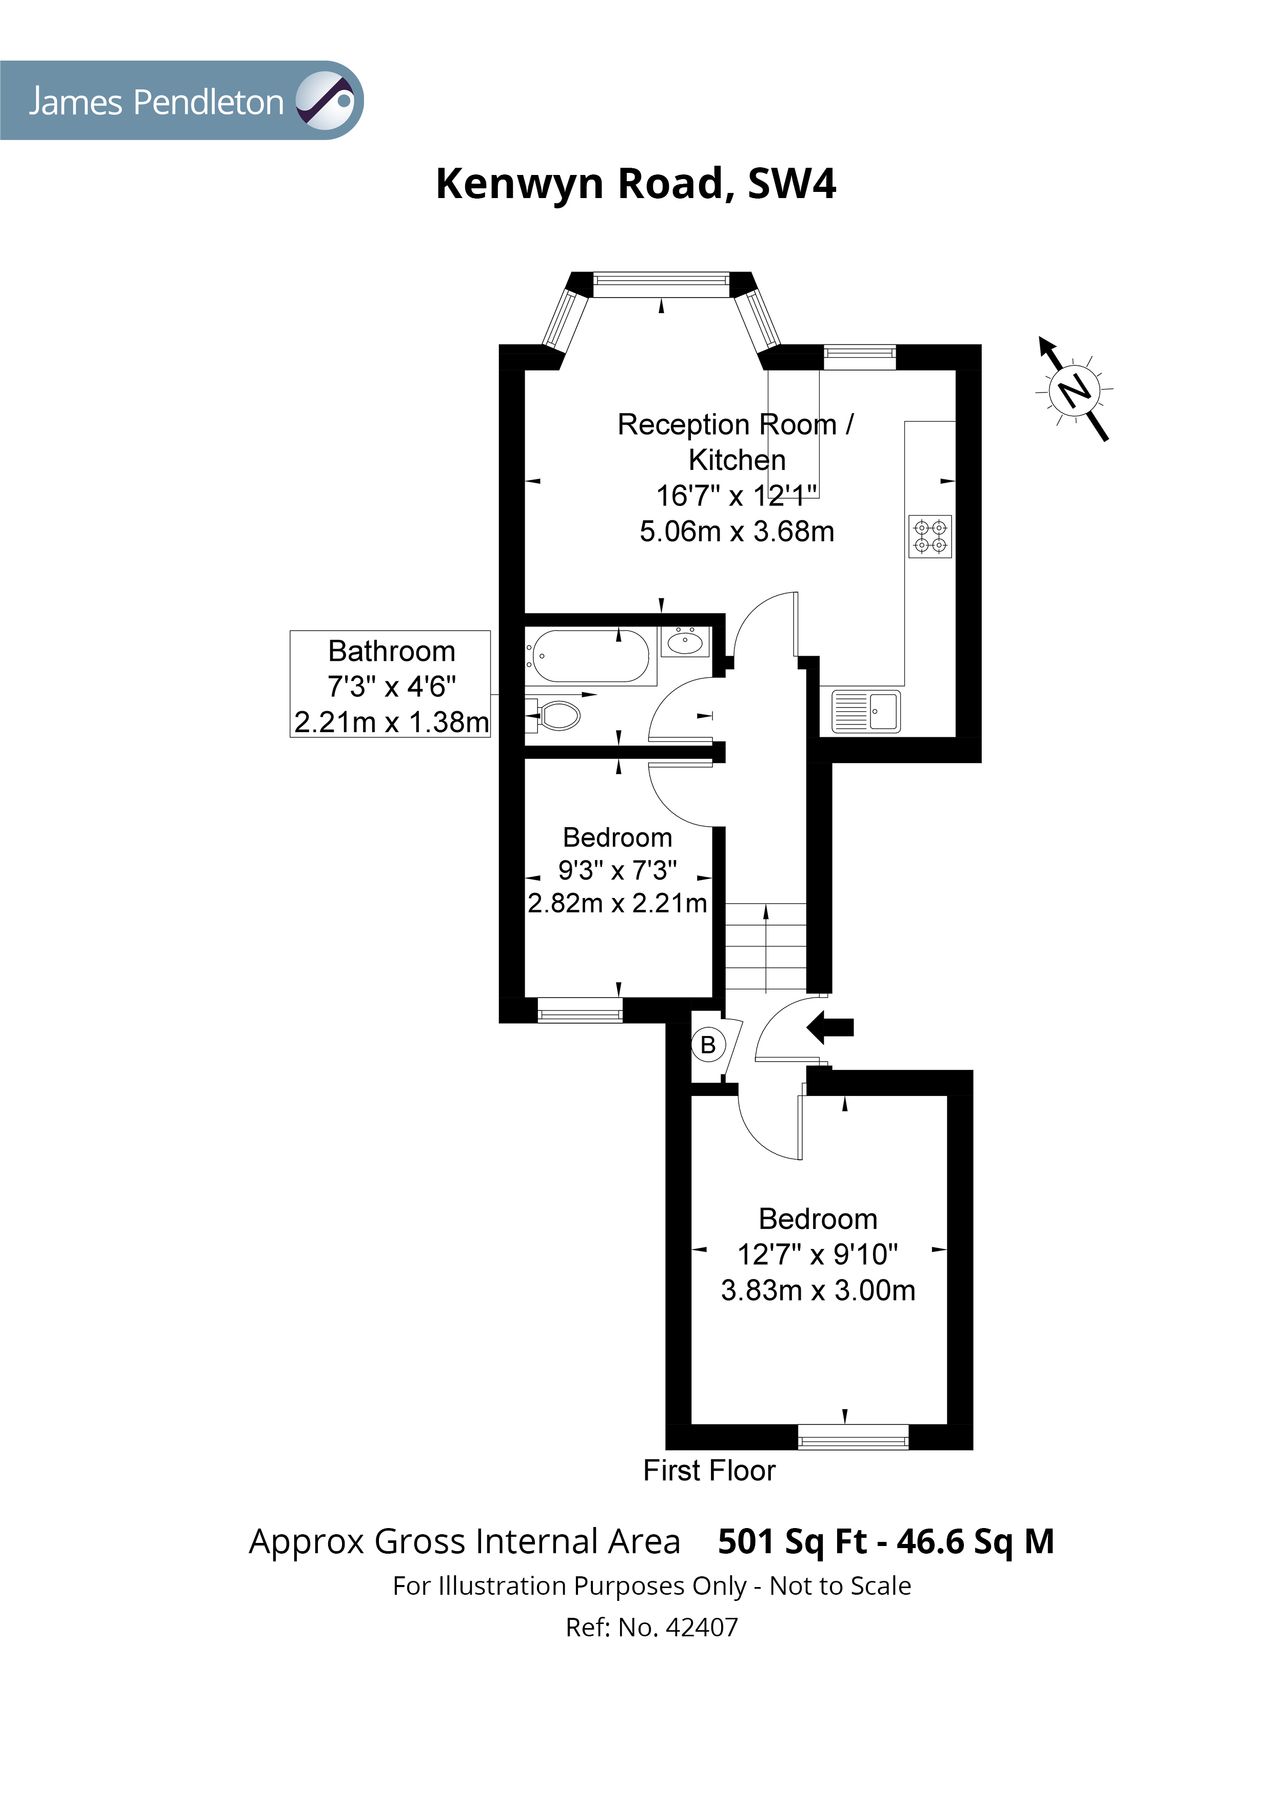 James Pendleton
Kenwyn Road, SW4
N
Reception Room /
Kitchen
16'7" x 12'1"
5.06m x 3.68m
Bathroom
7'3" x 4'6"
2.21m x 1.38m
Bedroom
9'3" x 7'3"
2.82m x 2.21m
B
Bedroom
12'7" x 9'10"
3.83m x 3.00m
First Floor
Approx Gross Internal Area 501 Sq Ft - 46.6 Sq M
For Illustration Purposes Only - Not to Scale
Ref: No. 42407